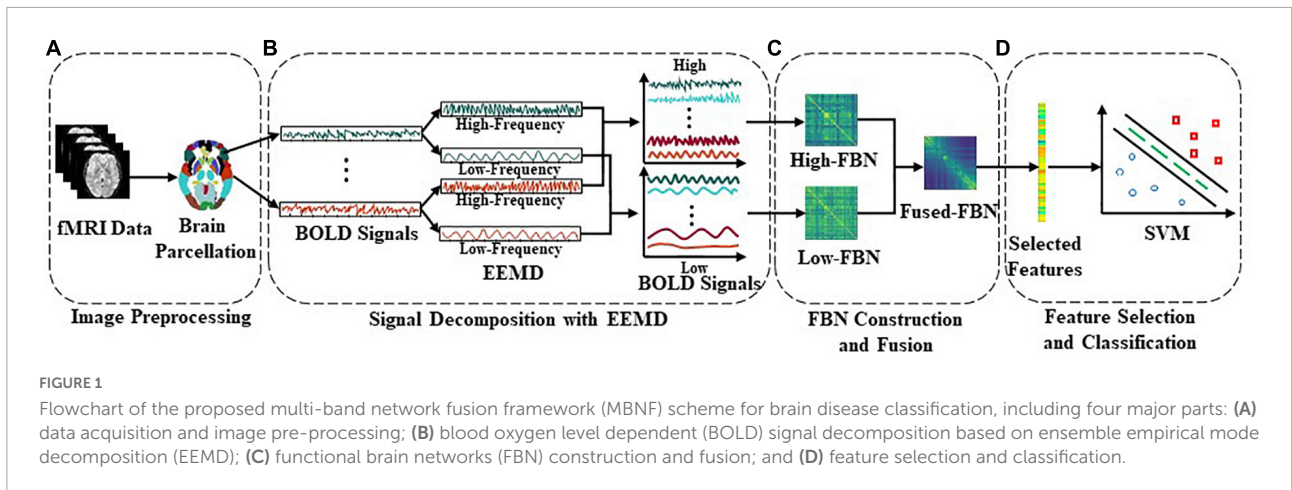 A
B
C
D
fMRI Data
Brain
Parcellation
Image Preprocessing
BOLD Signals
High-Frequency
Low-Frequency
High-Frequency
Low-Frequency
EEMD
High
Low
BOLD Signals
Signal Decomposition with EEMD
High-FBN
Low-FBN
Fused-FBN
FBN Construction
and Fusion
Selected
Features
SVM
Feature Selection
and Classification
FIGURE 1
Flowchart of the proposed multi-band network fusion framework (MBNF) scheme for brain disease classification, including four major parts: (A)
data acquisition and image pre-processing; (B) blood oxygen level dependent (BOLD) signal decomposition based on ensemble empirical mode
decomposition (EEMD); (C) functional brain networks (FBN) construction and fusion; and (D) feature selection and classification.